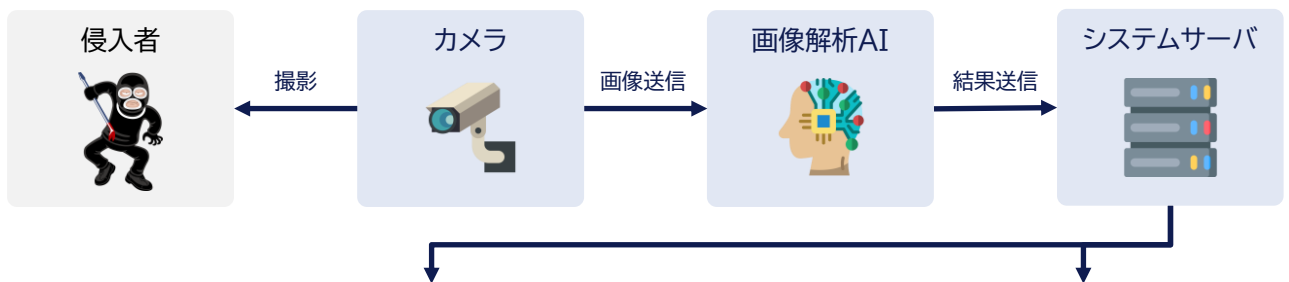 侵入者
カメラ
画像解析AI
システムサーバ
撮影
画像送信
結果送信